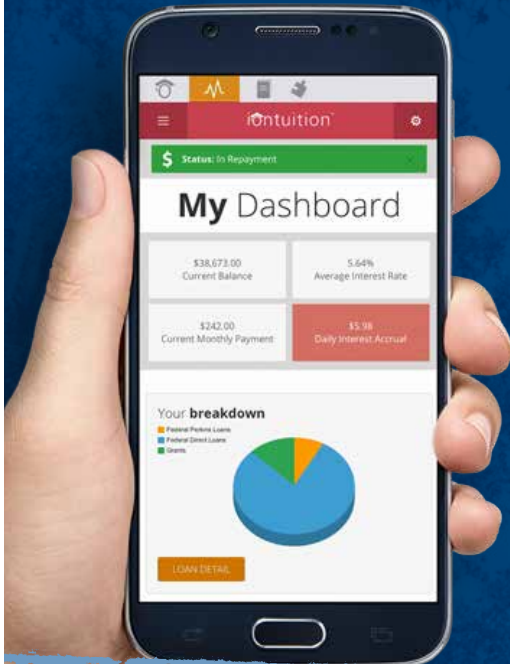 iontuition
$ Status: In Repayment
My Dashboard
$38,673.00
Current Balance
5.64%
Average Interest Rate
$242.00
Current Monthly Payment
$5.98
Daily Interest Accrual
Your breakdown
Federal Perkins Loans
Federal Direct Loans
Grants
LOAN DETAIL